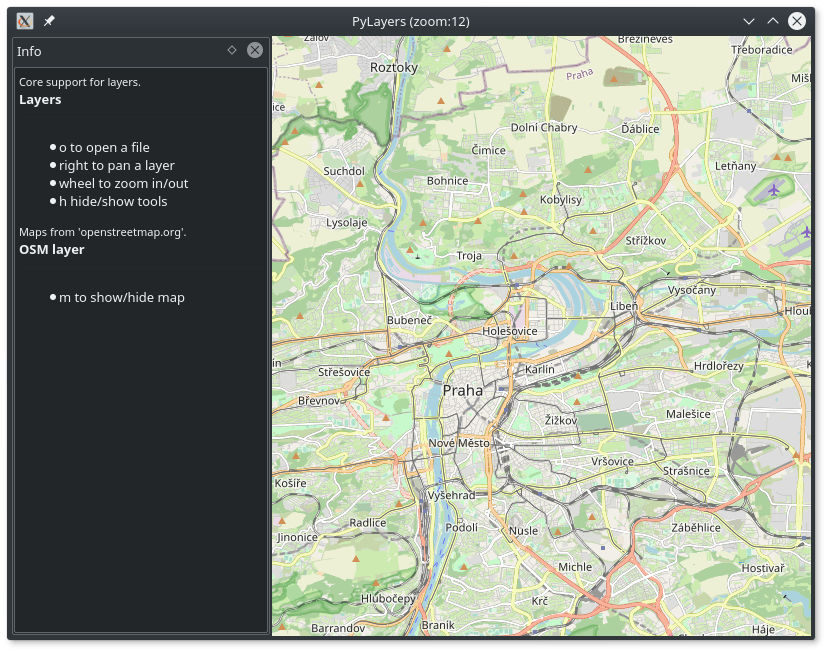 PyLayers (zoom:12)
Info
Core support for layers.
Layers
o to open a file
right to pan a layer
wheel to zoom in/out
h hide/show tools
Maps from 'openstreetmap.org'.
OSM layer
m to show/hide map
Březiněves
Třeboradice
Roztoky
Praha
Dolní Chabry
Ďáblice
Čimice
Letňany
Suchdol
Bohnice
Kobylisy
Lysolaje
Střížkov
Troja
Vysočany
Libeň
Bubeneč
Holešovice
Hrdlořezy
Střešovice
Karlín
Praha
Břevnov
Malešice
Žižkov
Nové Město
Vršovice
Strašnice
Košíře
Vyšehrad
Radlice
Podolí
Nusle
Záběhlice
Jinonice
Michle
Hostivař
Hlubočepy
Krč
Barrandov
Braník
Háje